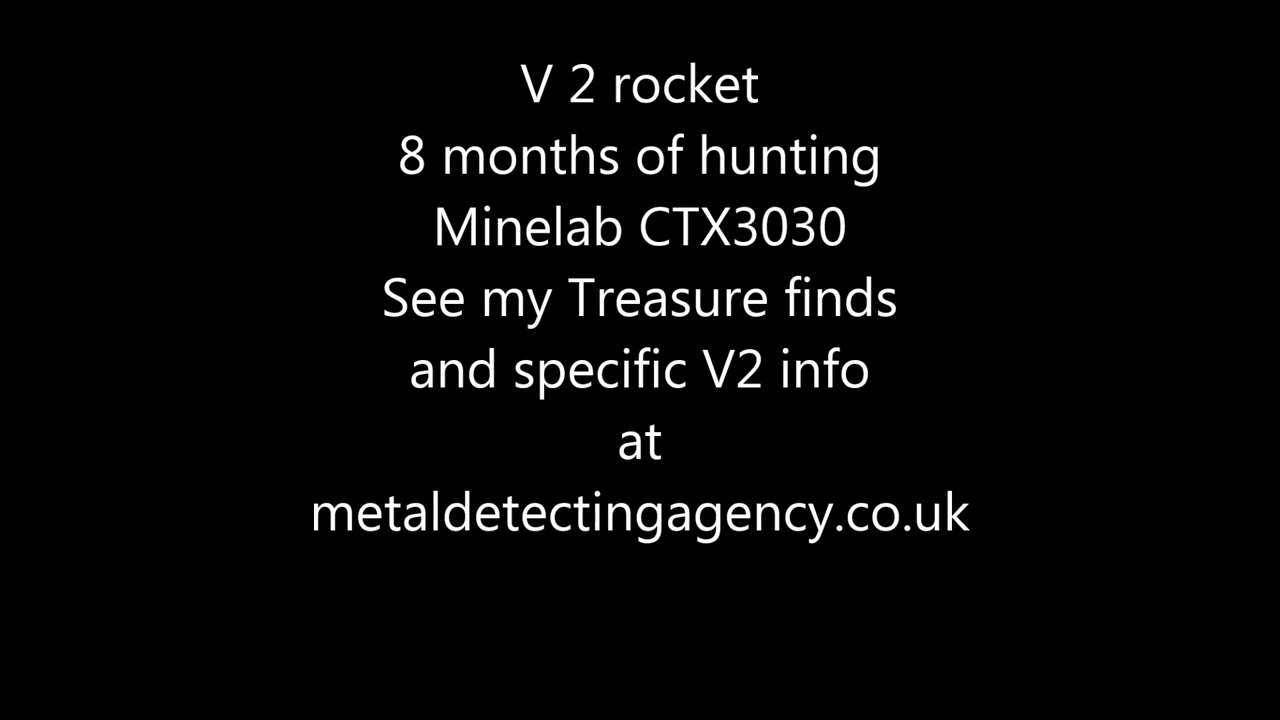 V 2 rocket
8 months of hunting
Minelab CTX3030
See my Treasure finds
and specific V2 info
at
metaldetectingagency.co.uk